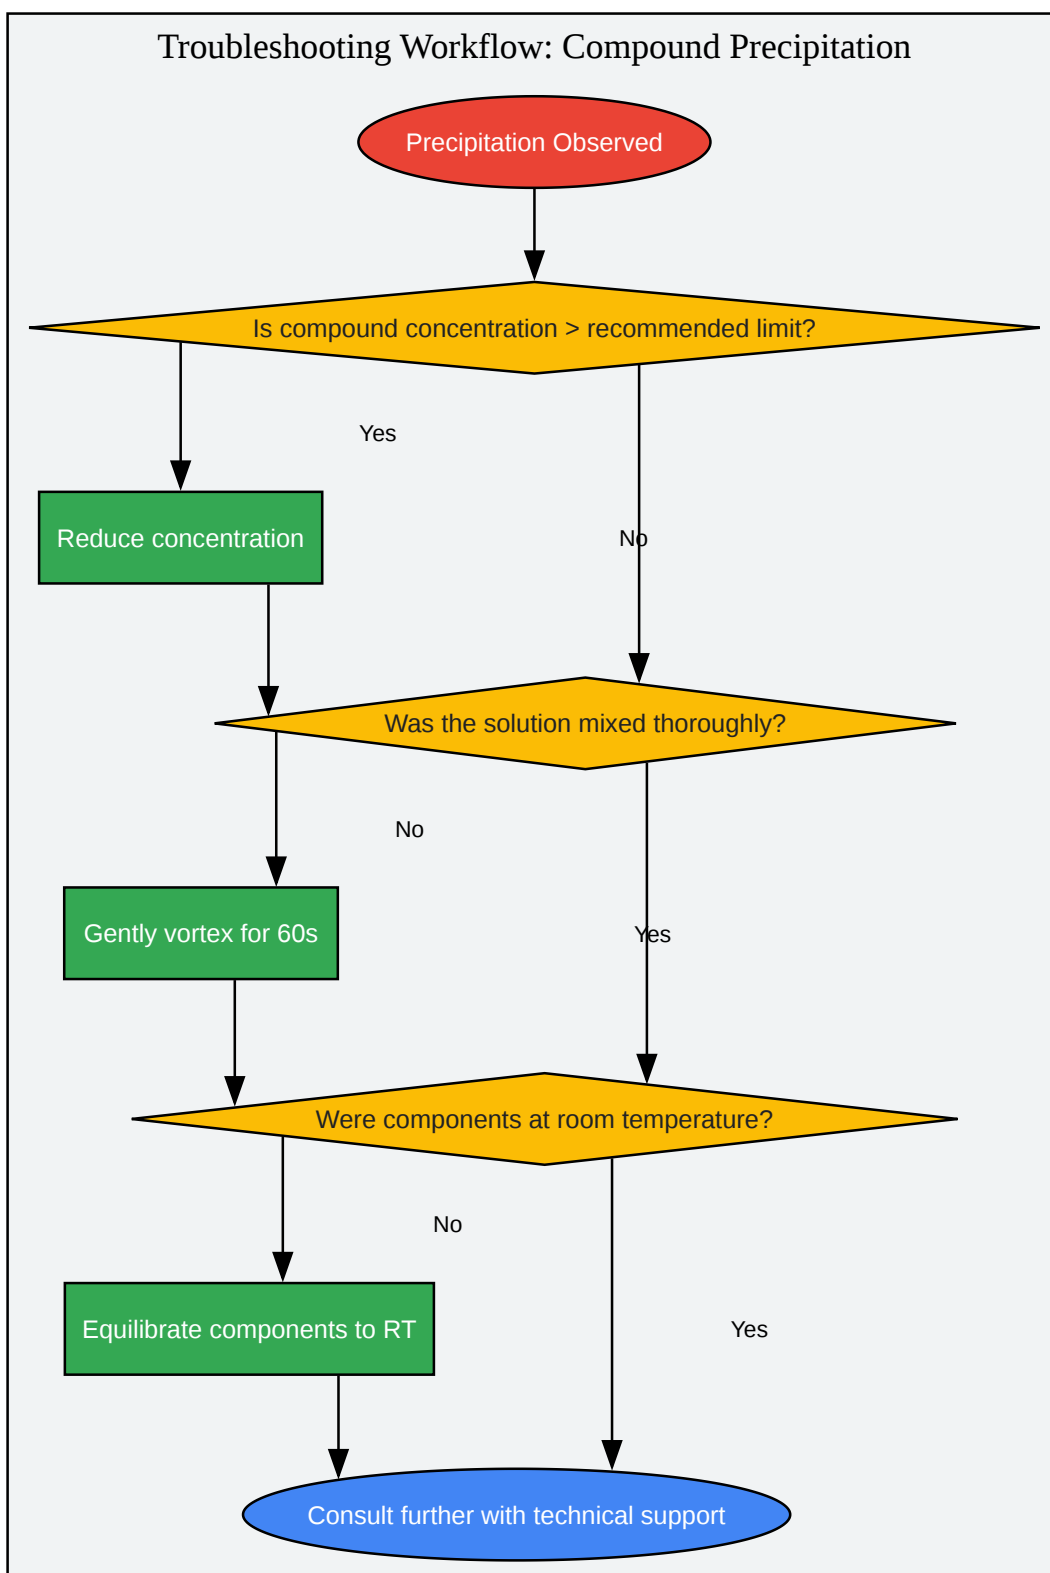 Troubleshooting Workflow: Compound Precipitation
Precipitation Observed
Is compound concentration > recommended limit?
Yes
Reduce concentration
No
Was the solution mixed thoroughly?
No
Gently vortex for 60s
Yes
Were components at room temperature?
No
Equilibrate components to RT
Yes
Consult further with technical support